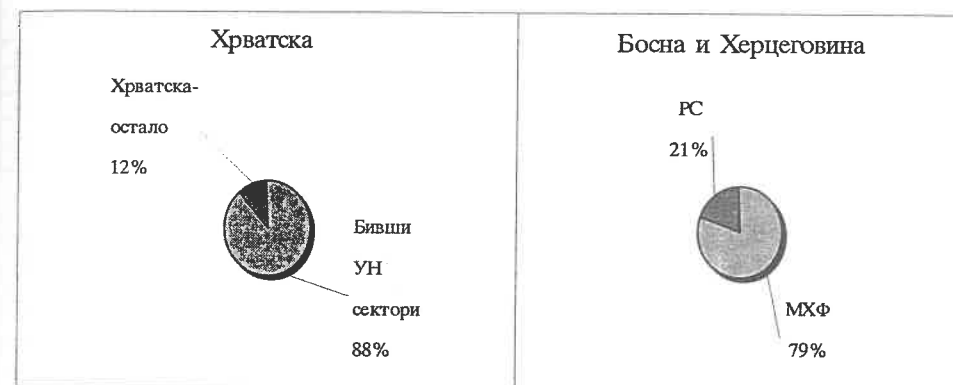 Хрватска
Хрватска-
остало
12%
Бивши
УН
сектори
88%
Босна и Херцеговина
РС
21%
МХФ
79%